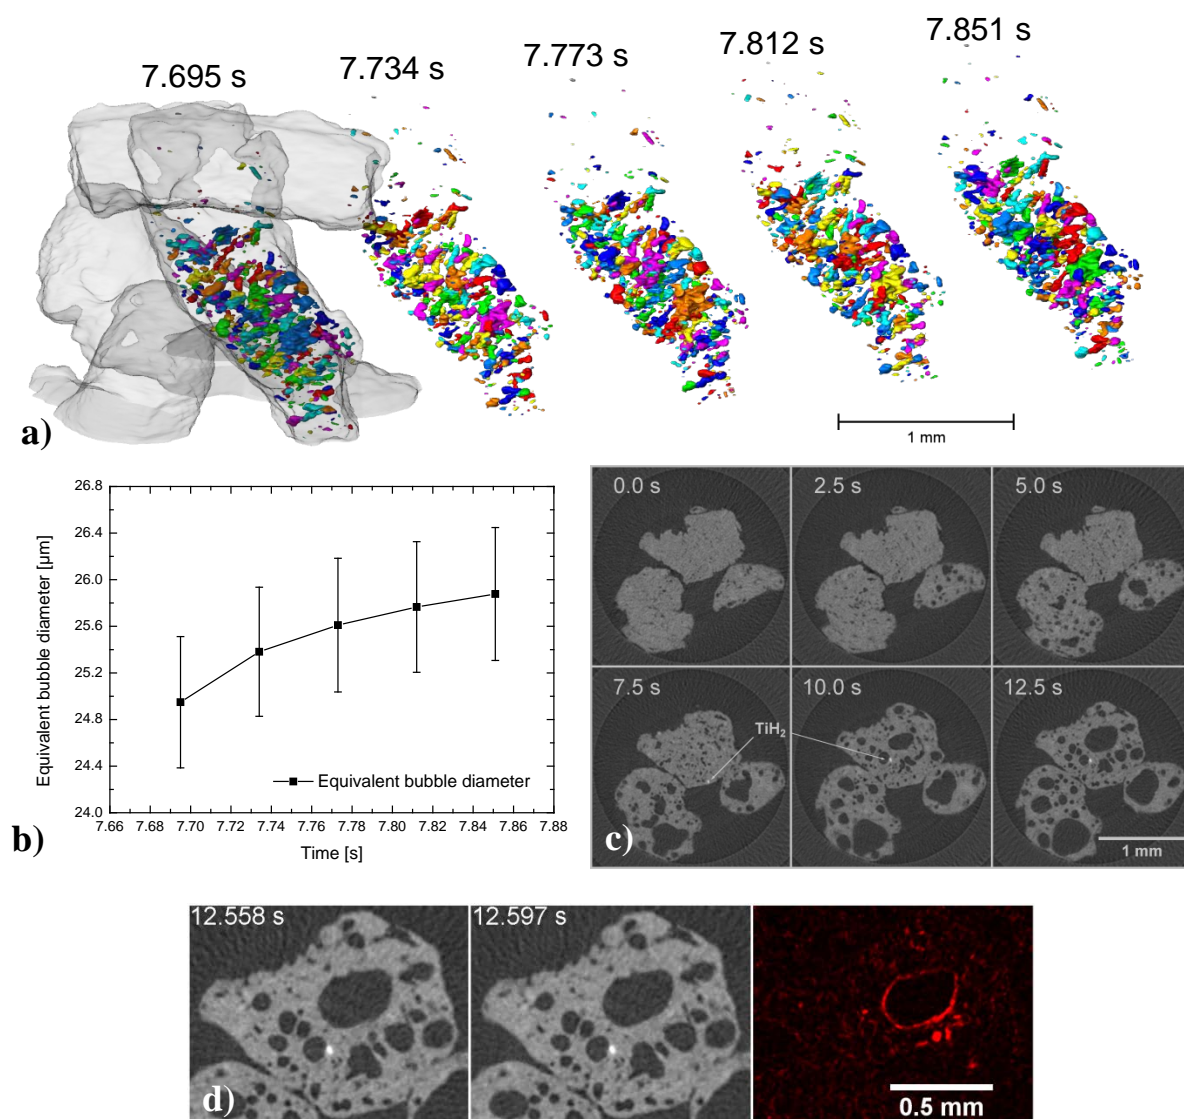 7.695 s
7.734 s
7.773 s
7.812 s
7.851 s
a)
1 mm
Equivalent bubble diameter [µm]
26.8
26.4
26.0
25.6
25.2
24.8
24.4
24.0
Equivalent bubble diameter
7.66 7.68 7.70 7.72 7.74 7.76 7.78 7.80 7.82 7.84 7.86 7.88
Time [s]
b)
0.0 s
2.5 s
5.0 s
7.5 s
10.0 s
12.5 s
TiH2
c)
1 mm
12.558 s
12.597 s
d)
0.5 mm